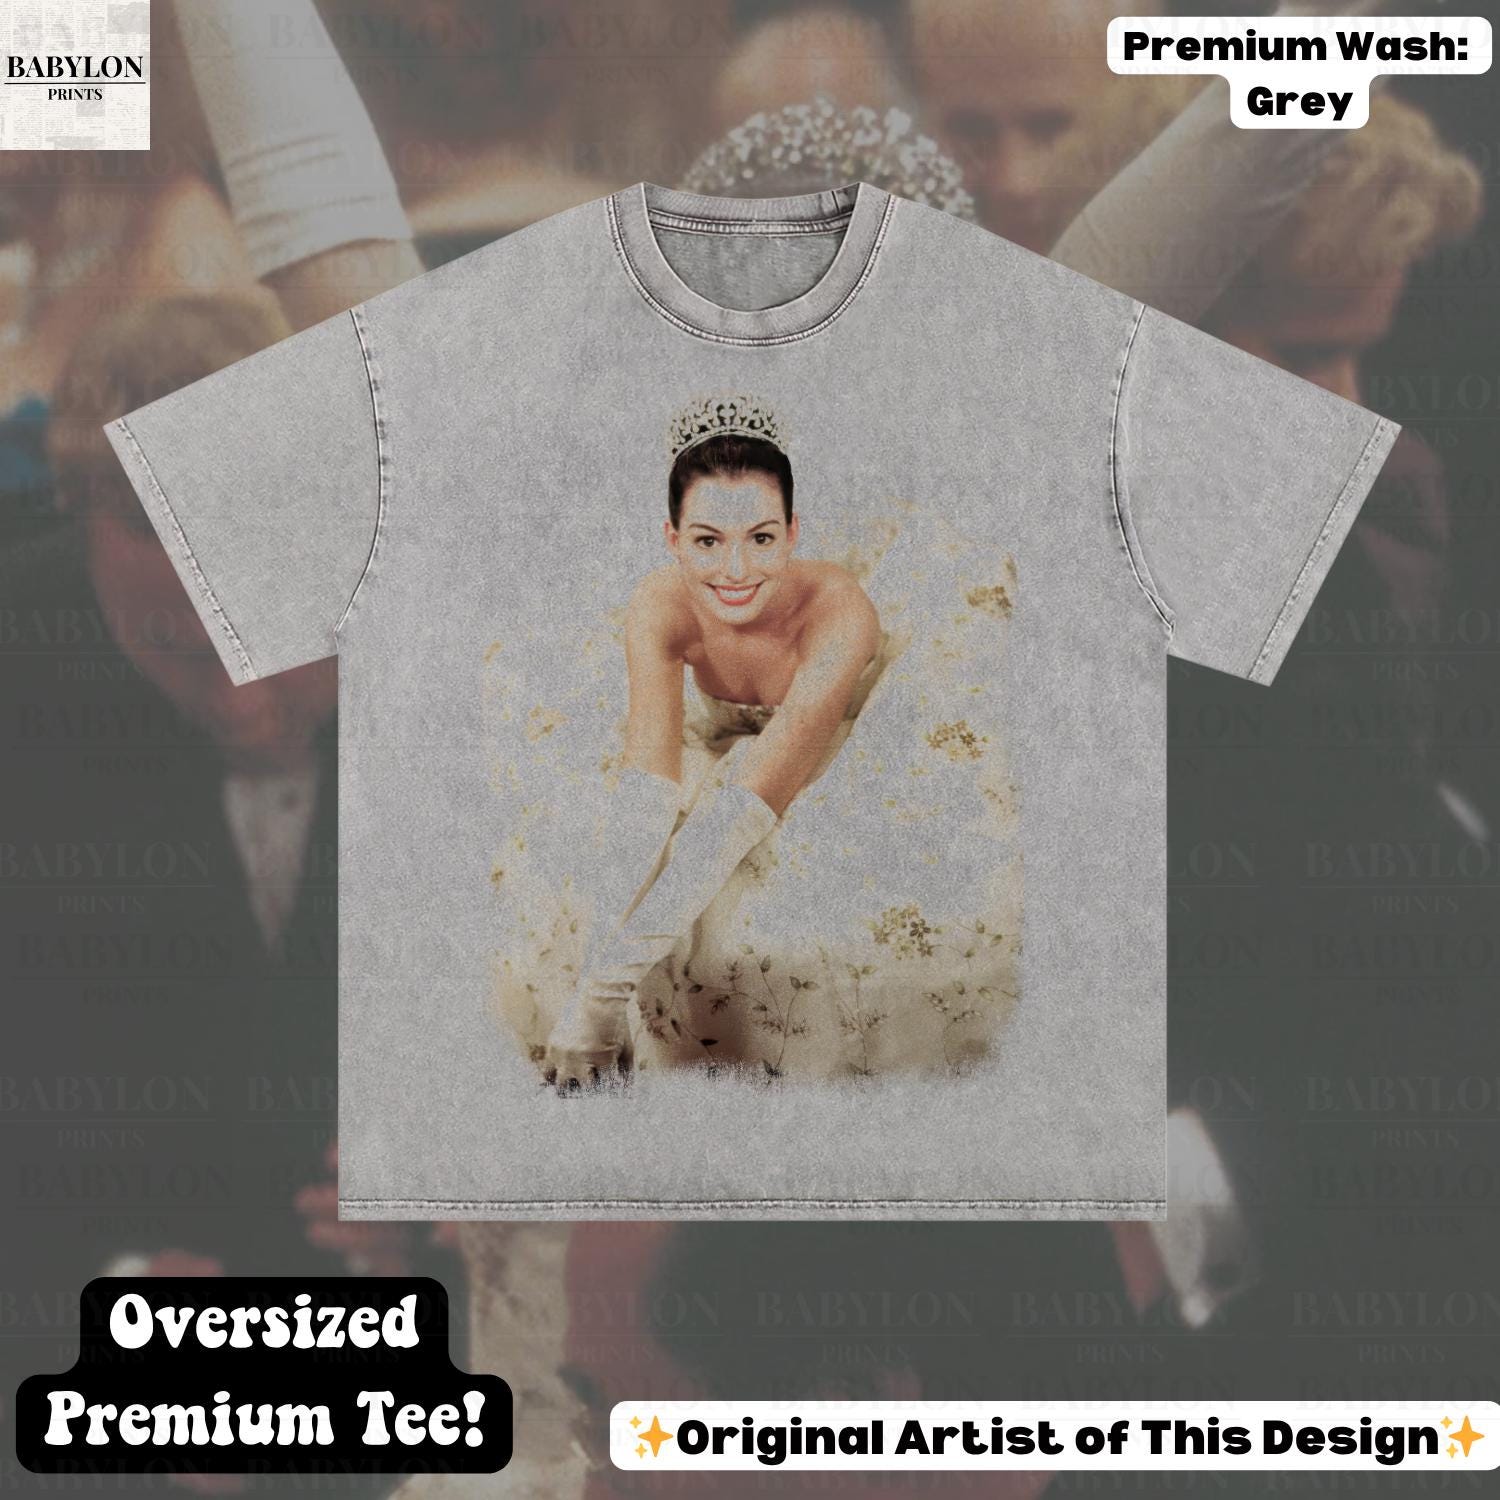 BABYLON
PRINTS
Premium Wash:
Grey
Oversized
Premium Tee!
✨Original Artist of This Design✨